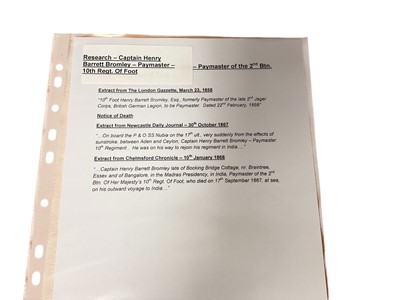 Research – Captain Henry
Barrett Bromley – Paymaster –
10th Regt. Of Foot
– Paymaster of the 2nd Btn.
Extract from The London Gazette, March 23, 1858
"10th Foot Henry Barrett Bromley, Esq., formerly Paymaster of the late 2nd Jager
Corps, British German Legion, to be Paymaster. Dated 22nd February, 1858"
Notice of Death
Extract from Newcastle Daily Journal – 30th October 1867
"…On board the P & O SS Nubia on the 17th ult., very suddenly from the effects of
sunstroke, between Aden and Ceylon, Captain Henry Barrett Bromley – Paymaster
10th Regiment . He was on his way to rejoin his regiment in India…"
Extract from Chelmsford Chronicle – 10th January 1868
"…Captain Henry Barrett Bromley late of Bocking Bridge Cottage, nr. Braintree,
Essex and of Bangalore, in the Madras Presidency, in India, Paymaster of the 2nd
Btn. Of Her Majesty's 10th Regt. Of Foot, who died on 17th September 1867, at sea,
on his outward voyage to India…"